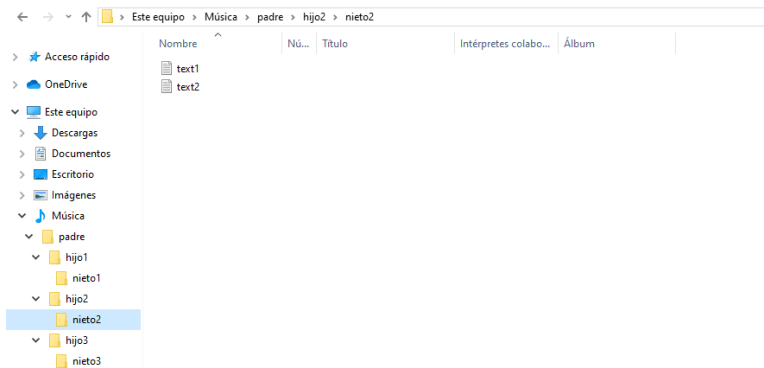 Este equipo > Música > padre > hijo2 > nieto2
Nombre Nú... Título Intérpretes colabo... Álbum
Acceso rápido
OneDrive
Este equipo
Descargas
Documentos
Escritorio
Imágenes
Música
padre
hijo1
nieto1
hijo2
nieto2
hijo3
nieto3
text1
text2